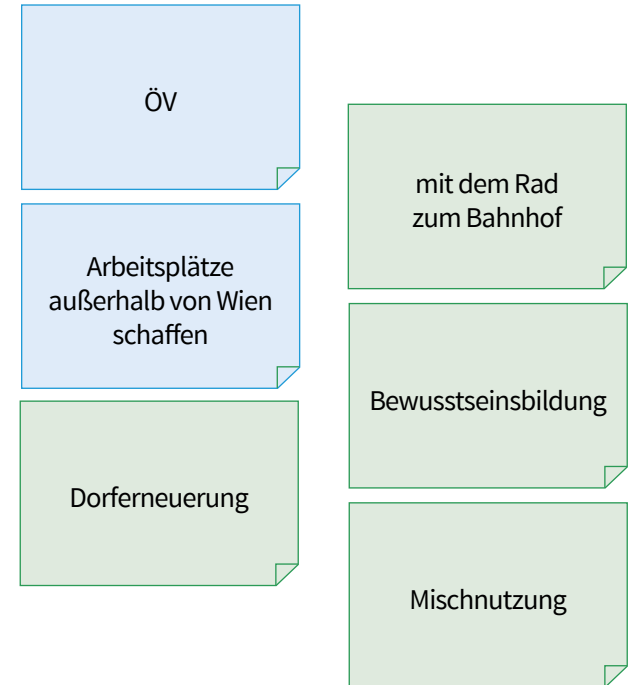 ÖV
Arbeitsplätze
außerhalb von Wien
schaffen
Dorferneuerung
mit dem Rad
zum Bahnhof
Bewusstseinsbildung
Mischnutzung